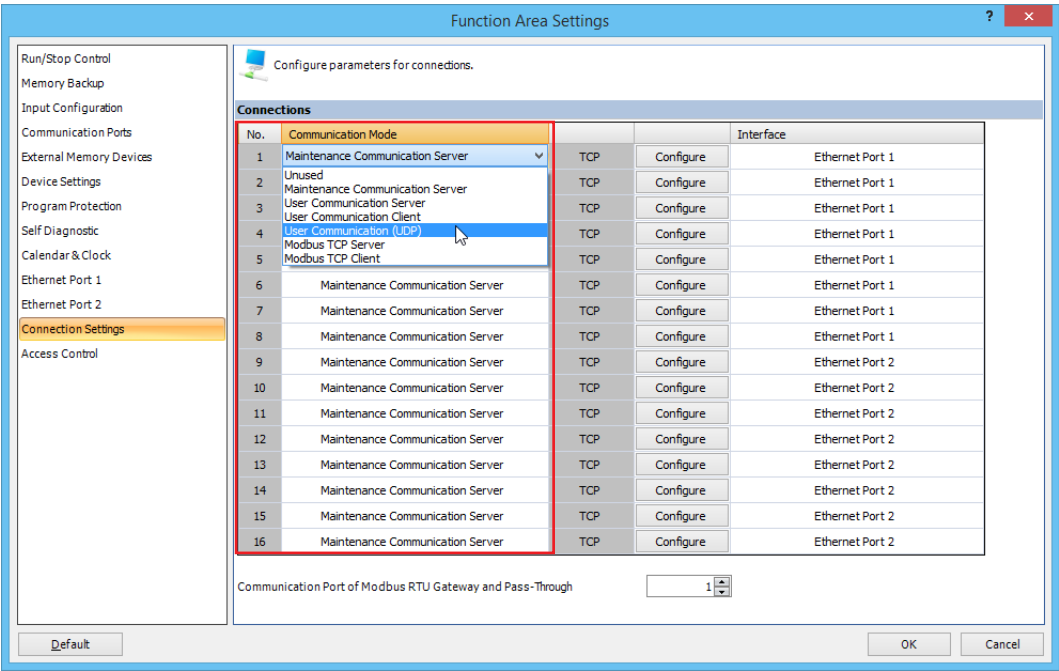 Function Area Settings
?
Run/Stop Control
Memory Backup
Input Configuration
Communication Ports
External Memory Devices
Device Settings
Program Protection
Self Diagnostic
Calendar & Clock
Ethernet Port 1
Ethernet Port 2
Connection Settings
Access Control
Configure parameters for connections.
Connections
No. Communication Mode Interface
1 Maintenance Communication Server TCP Configure Ethernet Port 1
Unused
Maintenance Communication Server
User Communication Server
User Communication Client
User Communication (UDP)
Modbus TCP Server
Modbus TCP Client
2 TCP Configure Ethernet Port 1
3 TCP Configure Ethernet Port 1
4 TCP Configure Ethernet Port 1
5 TCP Configure Ethernet Port 1
6 Maintenance Communication Server TCP Configure Ethernet Port 1
7 Maintenance Communication Server TCP Configure Ethernet Port 1
8 Maintenance Communication Server TCP Configure Ethernet Port 1
9 Maintenance Communication Server TCP Configure Ethernet Port 2
10 Maintenance Communication Server TCP Configure Ethernet Port 2
11 Maintenance Communication Server TCP Configure Ethernet Port 2
12 Maintenance Communication Server TCP Configure Ethernet Port 2
13 Maintenance Communication Server TCP Configure Ethernet Port 2
14 Maintenance Communication Server TCP Configure Ethernet Port 2
15 Maintenance Communication Server TCP Configure Ethernet Port 2
16 Maintenance Communication Server TCP Configure Ethernet Port 2
Communication Port of Modbus RTU Gateway and Pass-Through 1
Default OK Cancel